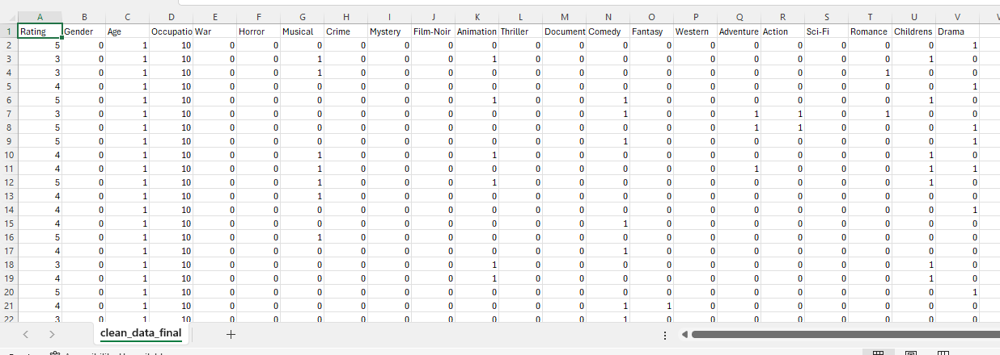 A B C D E F G H I J K L M N O P Q R S T U V
1 Rating Gender Age Occupatio War Horror Musical Crime Mystery Film-Noir Animation Thriller Document Comedy Fantasy Western Adventure Action Sci-Fi Romance Childrens Drama
2 5 0 1 10 0 0 0 0 0 0 0 0 0 0 0 0 0 0 0 0 0 1
3 3 0 1 10 0 0 1 0 0 0 1 0 0 0 0 0 0 0 0 0 1 0
4 3 0 1 10 0 0 1 0 0 0 0 0 0 0 0 0 0 0 0 1 0 0
5 4 0 1 10 0 0 0 0 0 0 0 0 0 0 0 0 0 0 0 0 0 1
6 5 0 1 10 0 0 0 0 0 0 1 0 0 1 0 0 0 0 0 0 1 0
7 3 0 1 10 0 0 0 0 0 0 0 0 0 1 0 0 1 1 0 1 0 0
8 5 0 1 10 0 0 0 0 0 0 0 0 0 0 0 0 1 1 0 0 0 1
9 5 0 1 10 0 0 0 0 0 0 0 0 0 1 0 0 0 0 0 0 0 1
10 4 0 1 10 0 0 1 0 0 0 1 0 0 0 0 0 0 0 0 0 1 0
11 4 0 1 10 0 0 1 0 0 0 0 0 0 0 0 0 1 0 0 0 1 1
12 5 0 1 10 0 0 1 0 0 0 1 0 0 0 0 0 0 0 0 0 1 0
13 4 0 1 10 0 0 1 0 0 0 0 0 0 0 0 0 0 0 0 0 0 0
14 4 0 1 10 0 0 0 0 0 0 0 0 0 0 0 0 0 0 0 0 0 1
15 4 0 1 10 0 0 0 0 0 0 0 0 0 1 0 0 0 0 0 0 0 0
16 5 0 1 10 0 0 1 0 0 0 0 0 0 0 0 0 0 0 0 0 0 0
17 4 0 1 10 0 0 0 0 0 0 0 0 0 1 0 0 0 0 0 0 0 0
18 3 0 1 10 0 0 0 0 0 0 1 0 0 0 0 0 0 0 0 0 1 0
19 4 0 1 10 0 0 0 0 0 0 1 0 0 0 0 0 0 0 0 0 1 0
20 5 0 1 10 0 0 0 0 0 0 0 0 0 0 0 0 0 0 0 0 0 1
21 4 0 1 10 0 0 0 0 0 0 0 0 0 1 1 0 0 0 0 0 0 0
22 3 0 1 10 0 0 0 0 0 0 0 0 0 1 0 0 0 0 0 0 0 0
clean_data_final